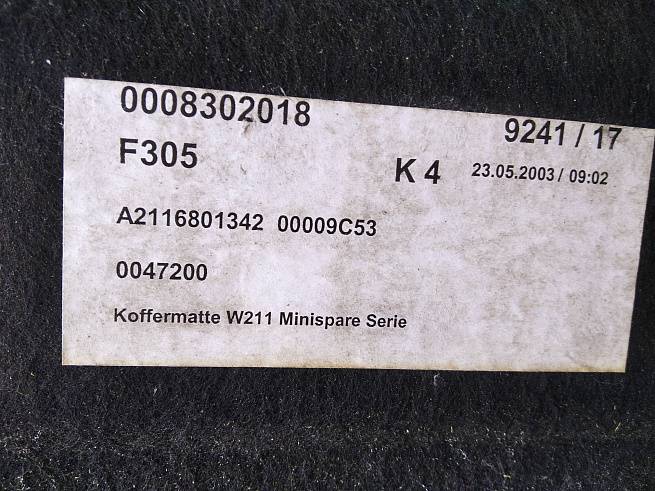 0008302018
9241 / 17
F305
K 4
23.05.2003 / 09:02
A2116801342 00009C53
0047200
Koffermatte W211 Minispare Serie